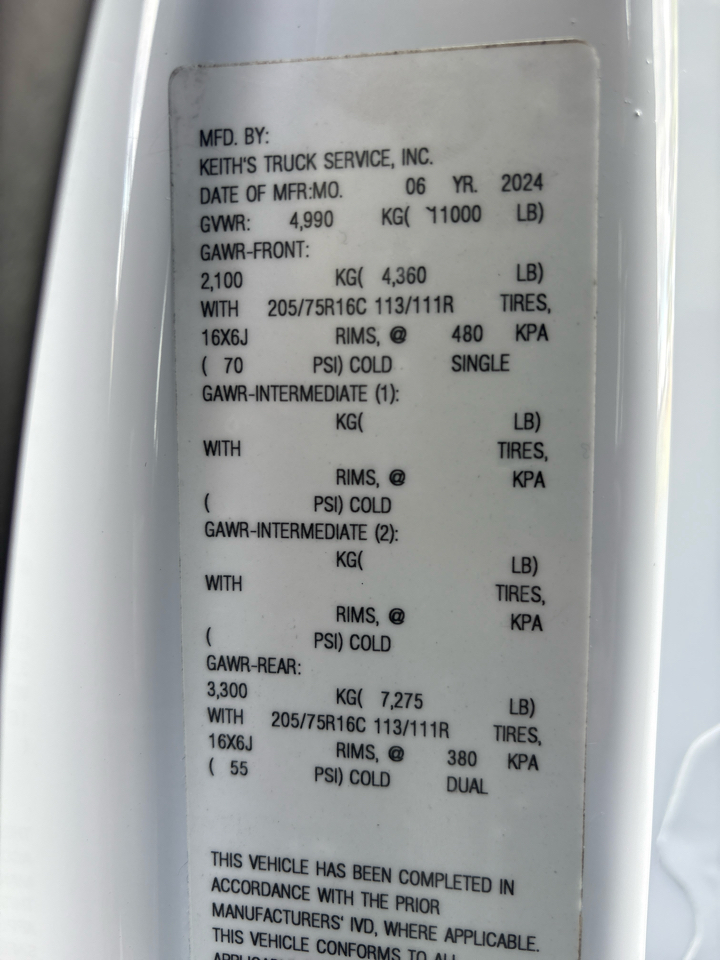 MFD. BY:
KEITH'S TRUCK SERVICE, INC.
DATE OF MFR:MO. 06 YR. 2024
GVWR: 4,990 KG( 11000 LB)
GAWR-FRONT:
2,100 KG( 4,360 LB)
WITH 205/75R16C 113/111R TIRES,
16X6J RIMS, @ 480 KPA
( 70 PSI) COLD SINGLE
GAWR-INTERMEDIATE (1):
KG( LB)
WITH TIRES,
RIMS, @ KPA
( PSI) COLD
GAWR-INTERMEDIATE (2):
KG( LB)
WITH TIRES,
RIMS, @ KPA
( PSI) COLD
GAWR-REAR:
3,300 KG( 7,275 LB)
WITH 205/75R16C 113/111R TIRES,
16X6J RIMS, @ 380 KPA
( 55 PSI) COLD DUAL
THIS VEHICLE HAS BEEN COMPLETED IN
ACCORDANCE WITH THE PRIOR
MANUFACTURERS' IVD, WHERE APPLICABLE.
THIS VEHICLE CONFORMS TO ALL